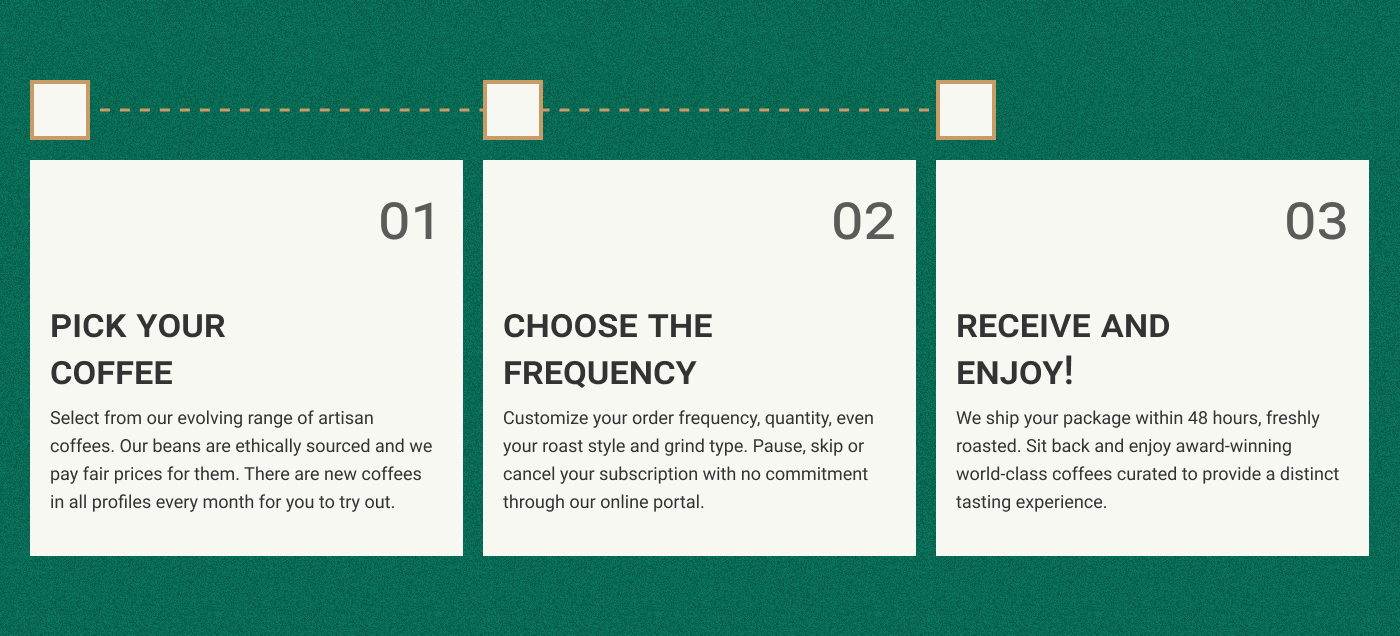 01
PICK YOUR
COFFEE
Select from our evolving range of artisan
coffees. Our beans are ethically sourced and we
pay fair prices for them. There are new coffees
in all profiles every month for you to try out.
02
CHOOSE THE
FREQUENCY
Customize your order frequency, quantity, even
your roast style and grind type. Pause, skip or
cancel your subscription with no commitment
through our online portal.
03
RECEIVE AND
ENJOY!
We ship your package within 48 hours, freshly
roasted. Sit back and enjoy award-winning
world-class coffees curated to provide a distinct
tasting experience.